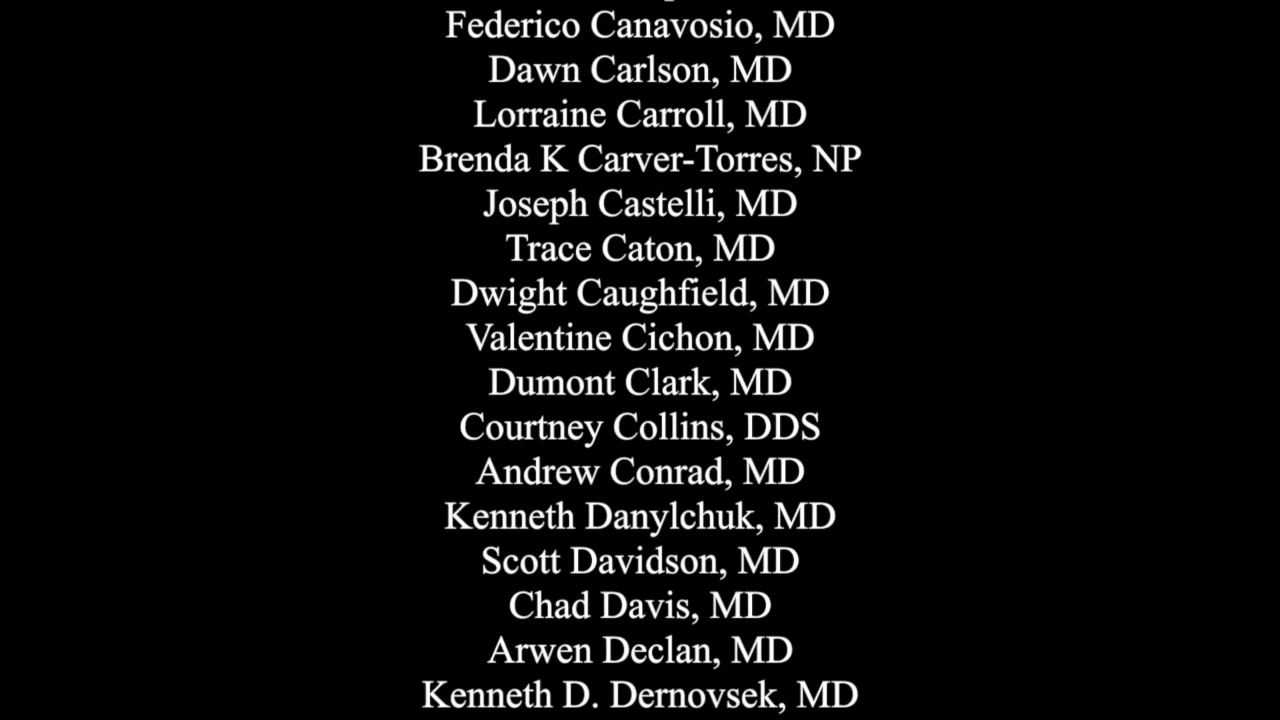 Federico Canavosio, MD
Dawn Carlson, MD
Lorraine Carroll, MD
Brenda K Carver-Torres, NP
Joseph Castelli, MD
Trace Caton, MD
Dwight Caughfield, MD
Valentine Cichon, MD
Dumont Clark, MD
Courtney Collins, DDS
Andrew Conrad, MD
Kenneth Danylchuk, MD
Scott Davidson, MD
Chad Davis, MD
Arwen Declan, MD
Kenneth D. Dernovsek, MD